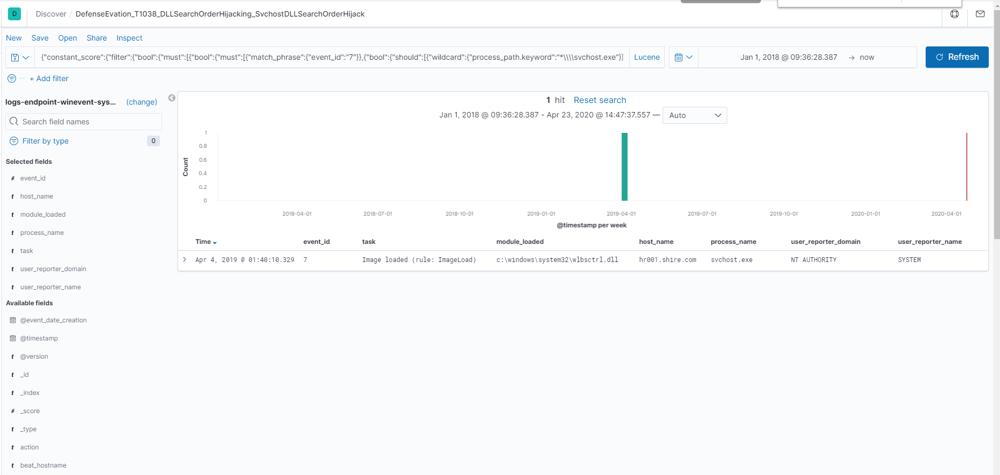 D Discover / DefenseEvation_T1038_DLLSearchOrderHijacking_SvchostDLLSearchOrderHijack
New Save Open Share Inspect
{"constant_score":{"filter":{"bool":{"must":[{"bool":{"must":[{"match_phrase":{"event_id":"7"}},{"bool":{"should":[{"wildcard":{"process_path.keyword":"*\\\\svchost.exe"}} Lucene Jan 1, 2018 @ 09:36:28.387 → now Refresh
+ Add filter
logs-endpoint-winevent-sys... (change)
Search field names
Filter by type 0
Selected fields
# event_id
t host_name
t module_loaded
t process_name
t task
t user_reporter_domain
t user_reporter_name
Available fields
@event_date_creation
@timestamp
t @version
t _id
t _index
# _score
t _type
t action
t beat_hostname
1 hit Reset search
Jan 1, 2018 @ 09:36:28.387 - Apr 23, 2020 @ 14:47:37.557 — Auto
Count
1
0.8
0.6
0.4
0.2
0
2018-04-01 2018-07-01 2018-10-01 2019-01-01 2019-04-01 2019-07-01 2019-10-01 2020-01-01 2020-04-01
@timestamp per week
Time event_id task module_loaded host_name process_name user_reporter_domain user_reporter_name
Apr 4, 2019 @ 01:40:10.329 7 Image loaded (rule: ImageLoad) c:\windows\system32\wlbsctrl.dll hr001.shire.com svchost.exe NT AUTHORITY SYSTEM